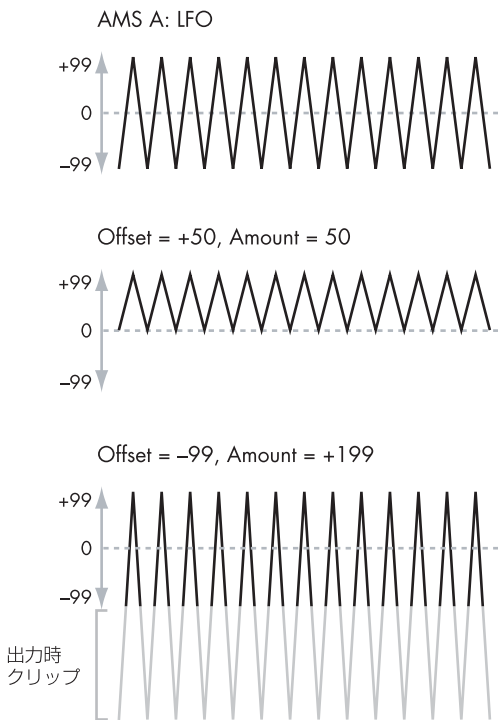 AMS A: LFO
+99
0
–99
Offset = +50, Amount = 50
+99
0
–99
Offset = –99, Amount = +199
+99
0
–99
出力時
クリップ